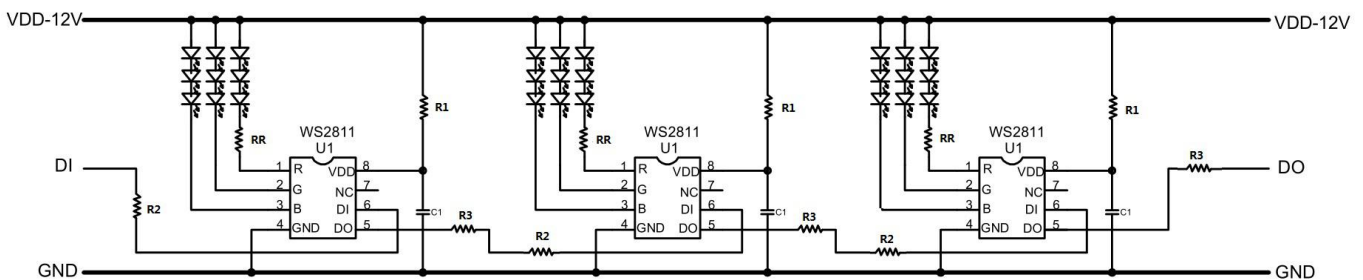 VDD-12V VDD-12V
R1 R1 R1
WS2811 WS2811 WS2811
RR U1 RR U1 RR U1
DI 1 R VDD 8 1 R VDD 8 1 R VDD 8 R3 DO
2 G NC 7 2 G NC 7 2 G NC 7
R2 3 B DI 6 C1 3 B DI 6 C1 3 B DI 6 C1
4 GND DO 5 R3 4 GND DO 5 R3 4 GND DO 5
R2 R2
GND GND